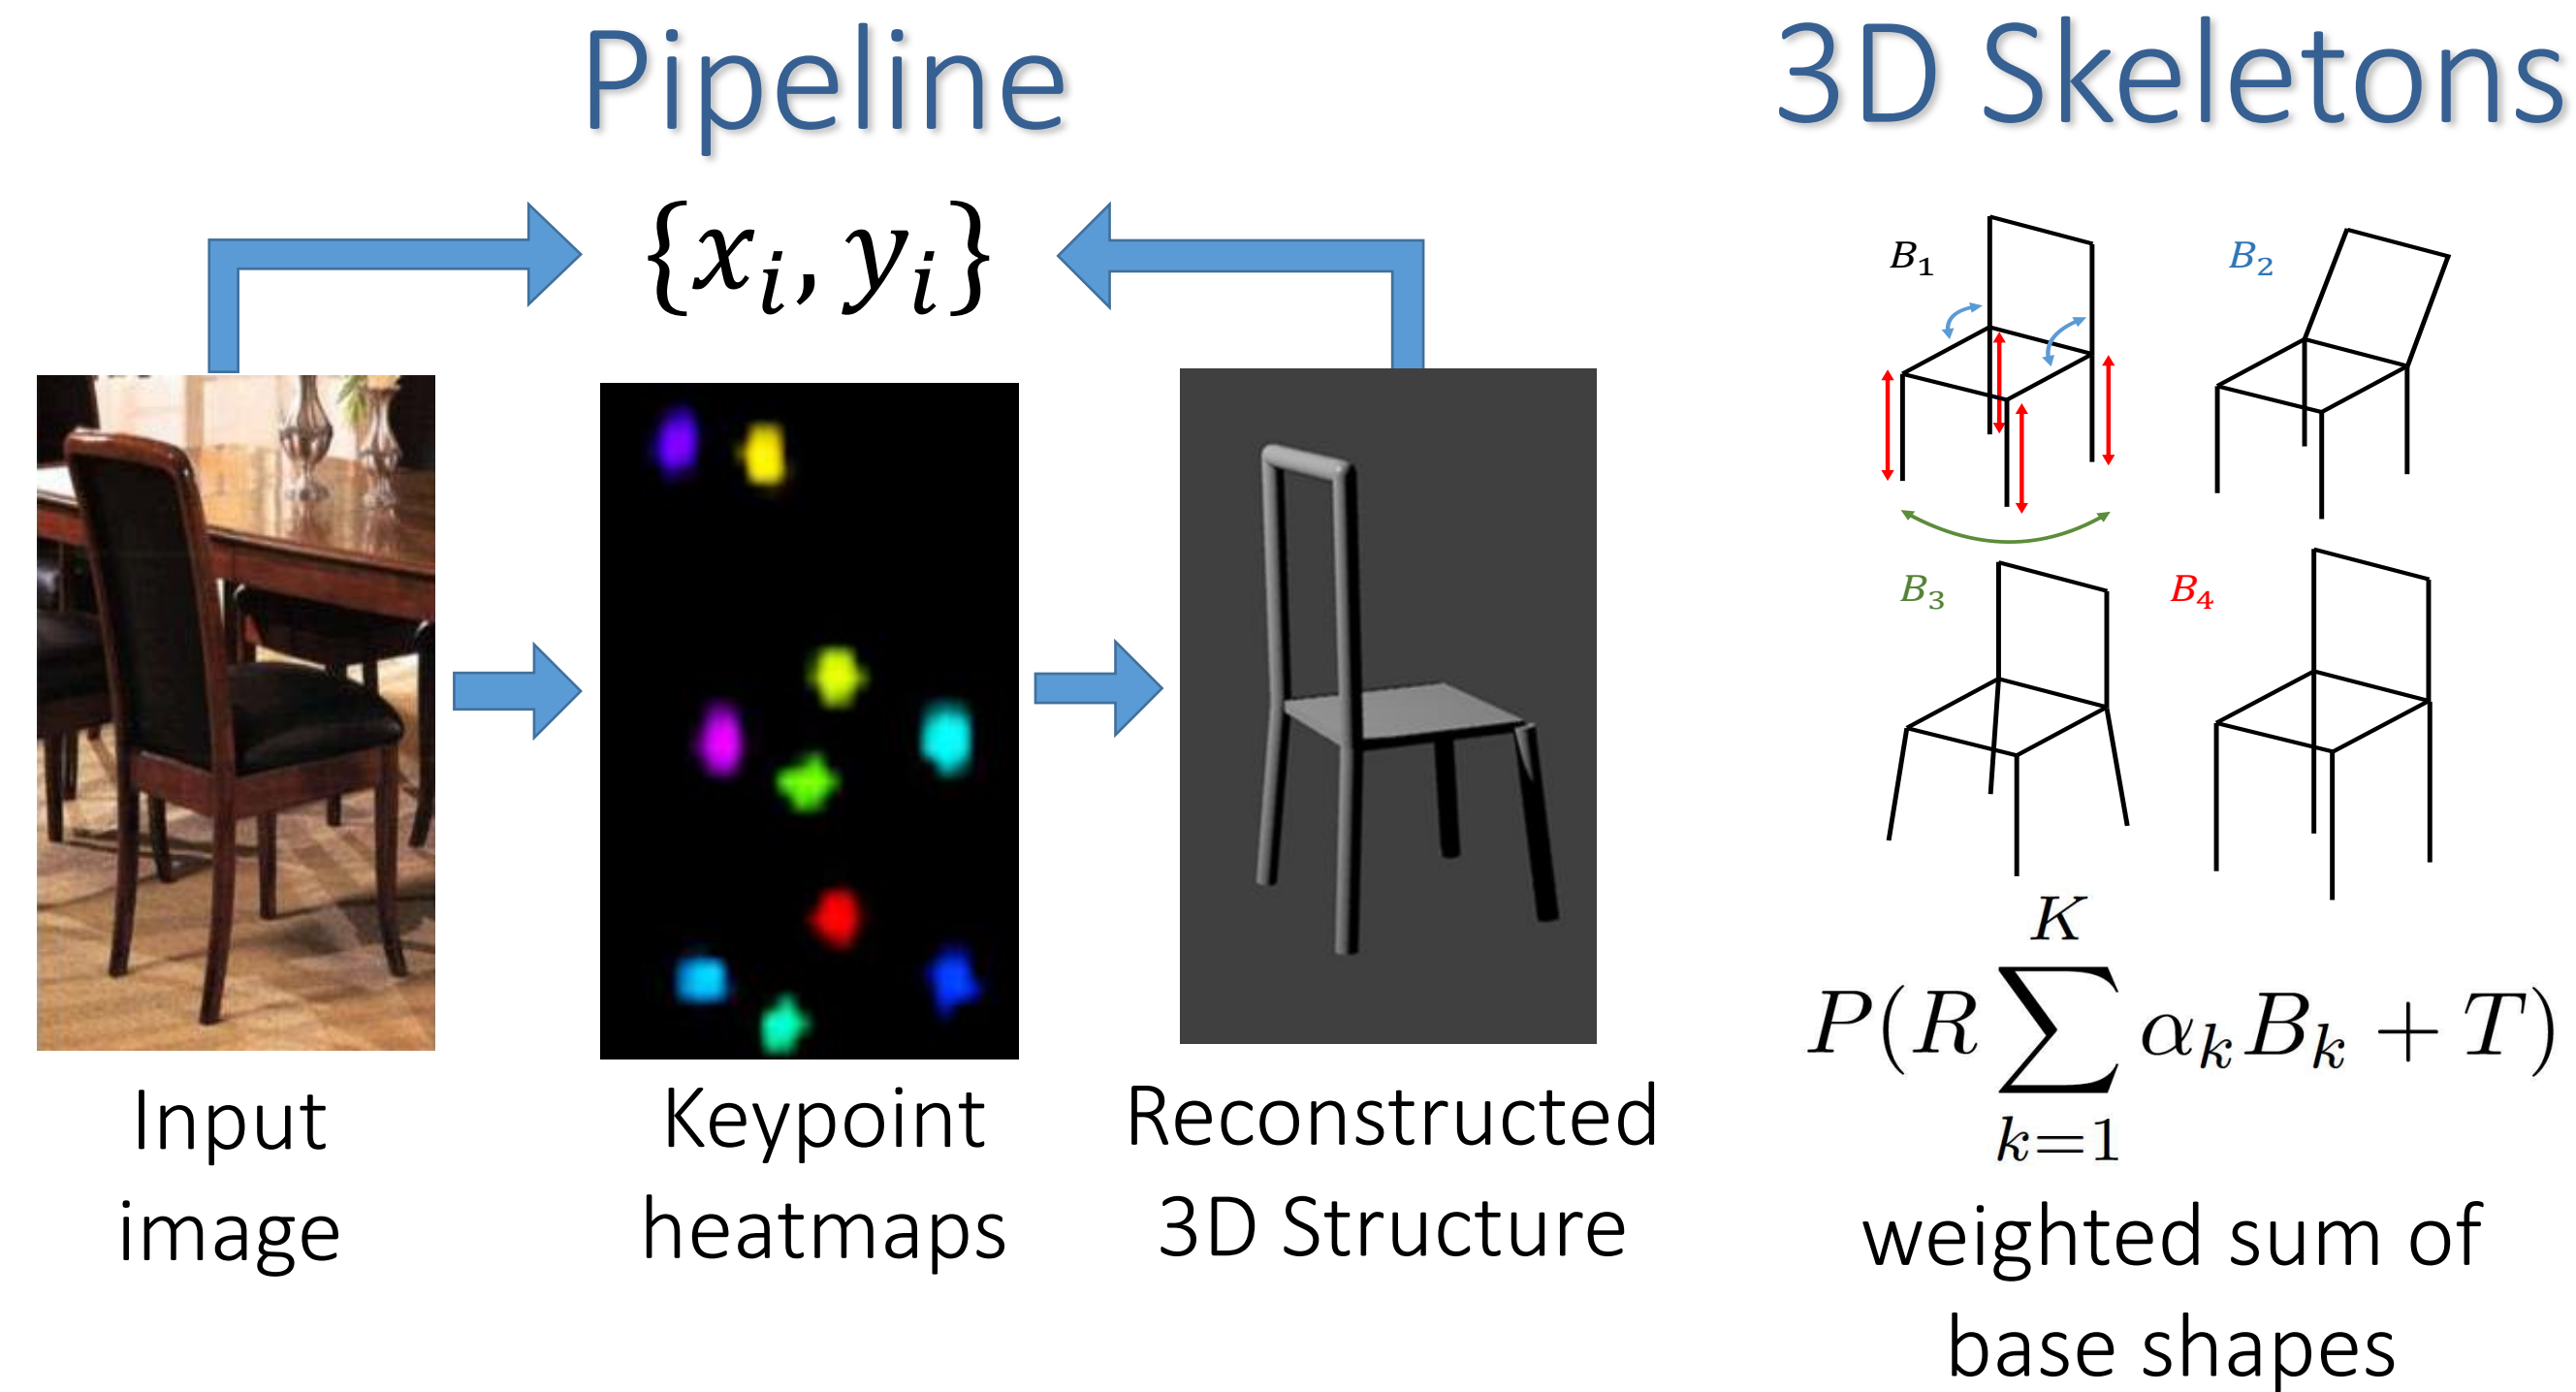 Pipeline
{x_i, y_i}
Input
image
Keypoint
heatmaps
Reconstructed
3D Structure
3D Skeletons
B_1
B_2
B_3
B_4
P(R \sum_{k=1}^{K} α_k B_k + T)
weighted sum of
base shapes